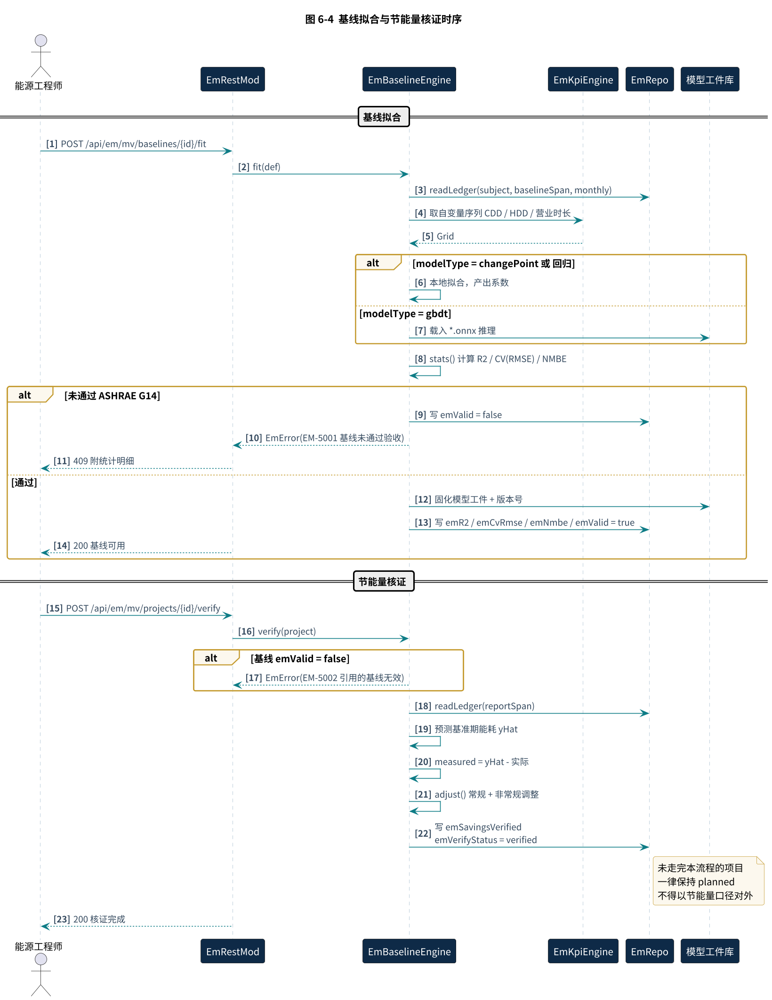 图 6-4 基线拟合与节能量核证时序
能源工程师
EmRestMod
EmBaselineEngine
EmKpiEngine
EmRepo
模型工件库
基线拟合
[1] POST /api/em/mv/baselines/{id}/fit
[2] fit(def)
[3] readLedger(subject, baselineSpan, monthly)
[4] 取自变量序列 CDD / HDD / 营业时长
[5] Grid
alt [modelType = changePoint 或 回归]
[6] 本地拟合，产出系数
[modelType = gbdt]
[7] 载入 *.onnx 推理
[8] stats() 计算 R2 / CV(RMSE) / NMBE
alt [未通过 ASHRAE G14]
[9] 写 emValid = false
[10] EmError(EM-5001 基线未通过验收)
[11] 409 附统计明细
[通过]
[12] 固化模型工件 + 版本号
[13] 写 emR2 / emCvRmse / emNmbe / emValid = true
[14] 200 基线可用
节能量核证
[15] POST /api/em/mv/projects/{id}/verify
[16] verify(project)
alt [基线 emValid = false]
[17] EmError(EM-5002 引用的基线无效)
[18] readLedger(reportSpan)
[19] 预测基准期能耗 yHat
[20] measured = yHat - 实际
[21] adjust() 常规 + 非常规调整
[22] 写 emSavingsVerified
emVerifyStatus = verified
未走完本流程的项目
一律保持 planned
不得以节能量口径对外
[23] 200 核证完成
能源工程师
EmRestMod
EmBaselineEngine
EmKpiEngine
EmRepo
模型工件库